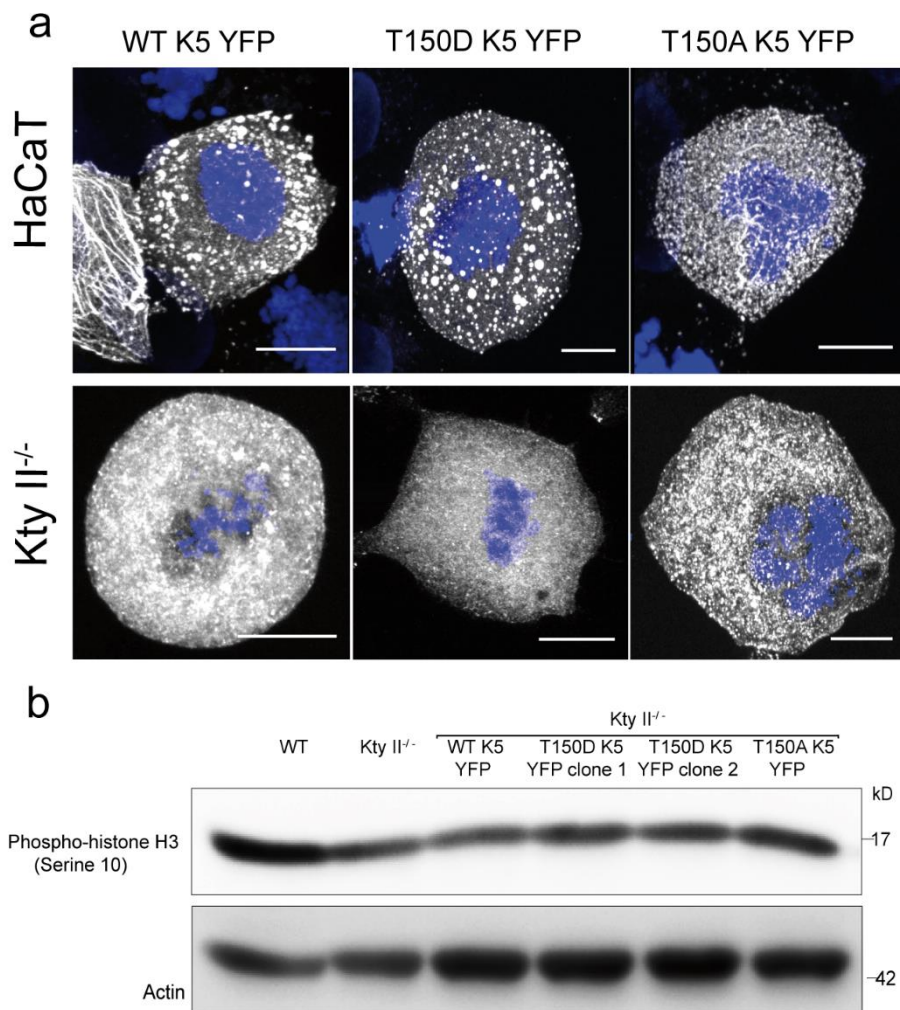 a
WT K5 YFP T150D K5 YFP T150A K5 YFP
HaCaT
Kty II-/-
b
Kty II-/-
WT Kty II-/- WT K5 YFP T150D K5 YFP clone 1 T150D K5 YFP clone 2 T150A K5 YFP
kD
Phospho-histone H3
(Serine 10)
17
Actin
42